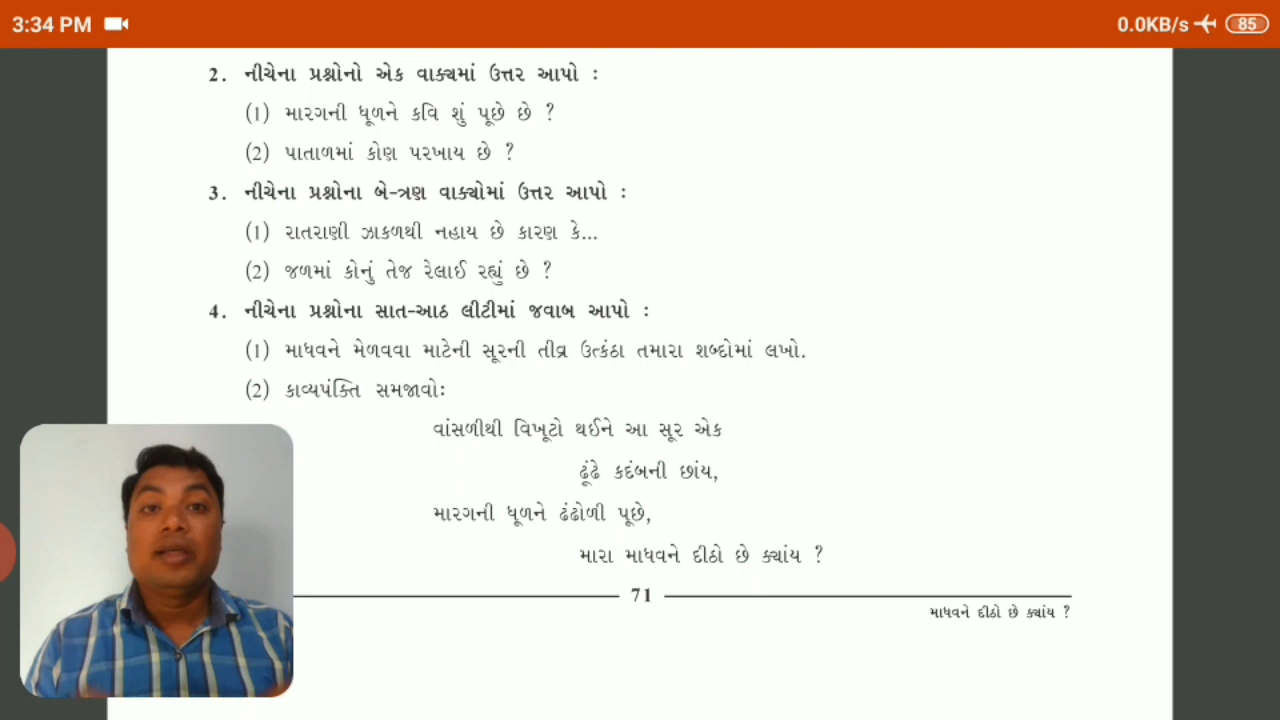 3:34 PM
0.0KB/s 85
2. નીચેના પ્રશ્નોનો એક વાક્યમાં ઉત્તર આપો :
(1) મારગની ધૂળને કવિ શું પૂછે છે ?
(2) પાતાળમાં કોણ પરખાય છે ?
3. નીચેના પ્રશ્નોના બે-ત્રણ વાક્યોમાં ઉત્તર આપો :
(1) રાતરાણી ઝાકળથી નહાય છે કારણ કે...
(2) જળમાં કોનું તેજ રેલાઈ રહ્યું છે ?
4. નીચેના પ્રશ્નોના સાત-આઠ લીટીમાં જવાબ આપો :
(1) માધવને મેળવવા માટેની સૂરની તીવ્ર ઉત્કંઠા તમારા શબ્દોમાં લખો.
(2) કાવ્યપંક્તિ સમજાવોઃ
વાંસળીથી વિખૂટો થઈને આ સૂર એક
ઢૂંઢે કદંબની છાંય,
મારગની ધૂળને ઢંઢોળી પૂછે,
મારા માધવને દીઠો છે ક્યાંય ?
71
માધવને દીઠો છે ક્યાંય ?